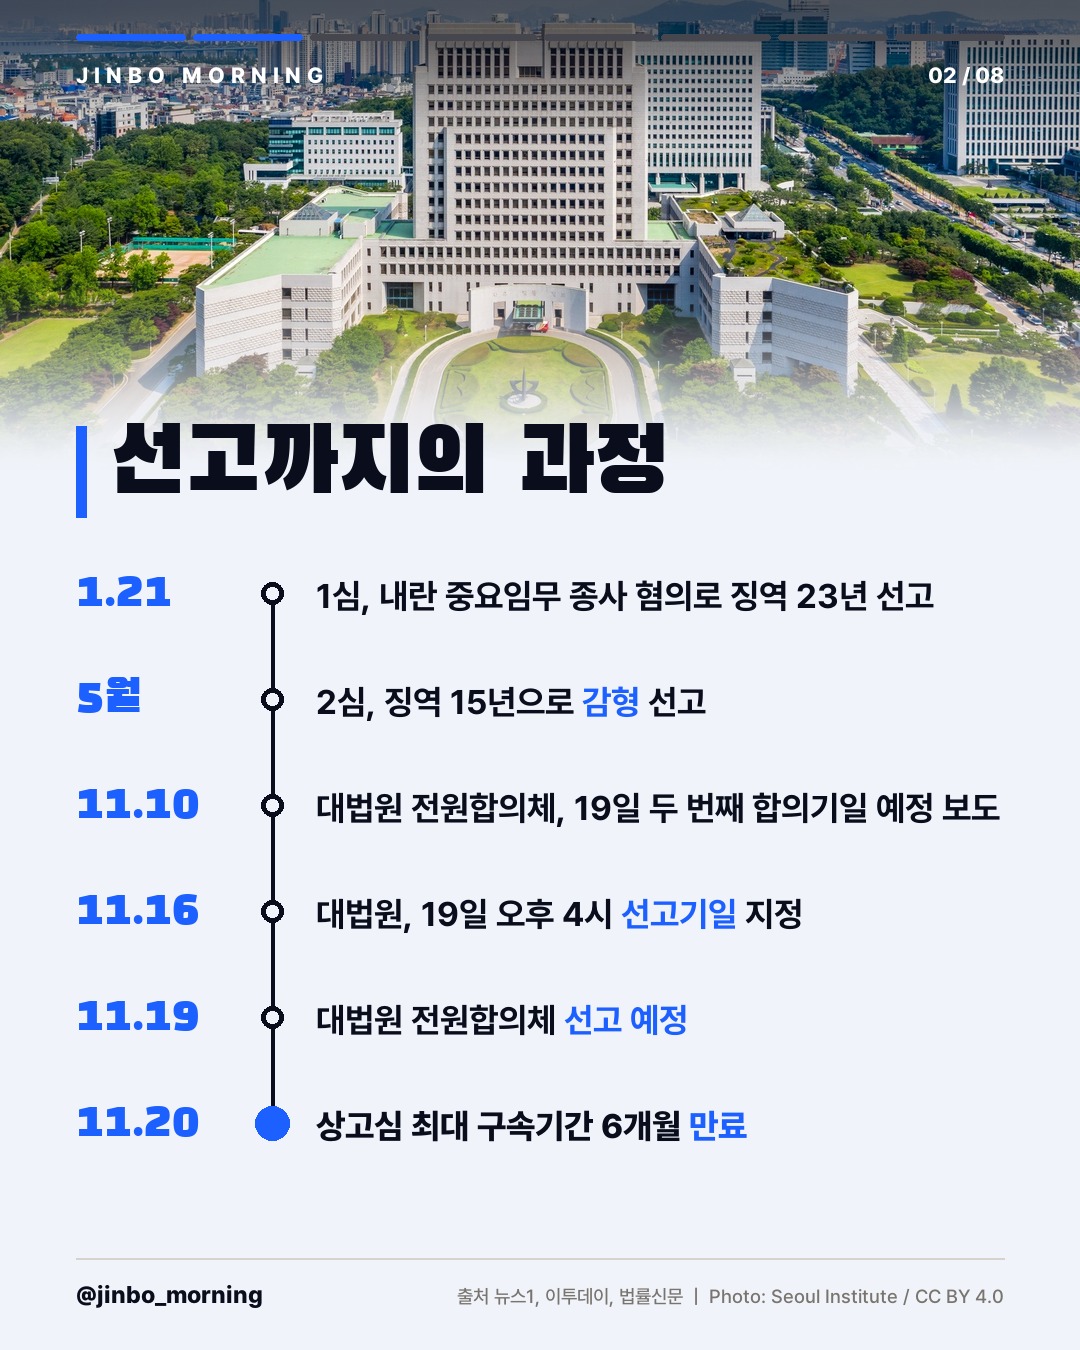 JINBO MORNING
02 / 08
선고까지의 과정
1.21
1심, 내란 중요임무 종사 혐의로 징역 23년 선고
5월
2심, 징역 15년으로 감형 선고
11.10
대법원 전원합의체, 19일 두 번째 합의기일 예정 보도
11.16
대법원, 19일 오후 4시 선고기일 지정
11.19
대법원 전원합의체 선고 예정
11.20
상고심 최대 구속기간 6개월 만료
@jinbo_morning
출처 뉴스1, 이투데이, 법률신문 | Photo: Seoul Institute / CC BY 4.0